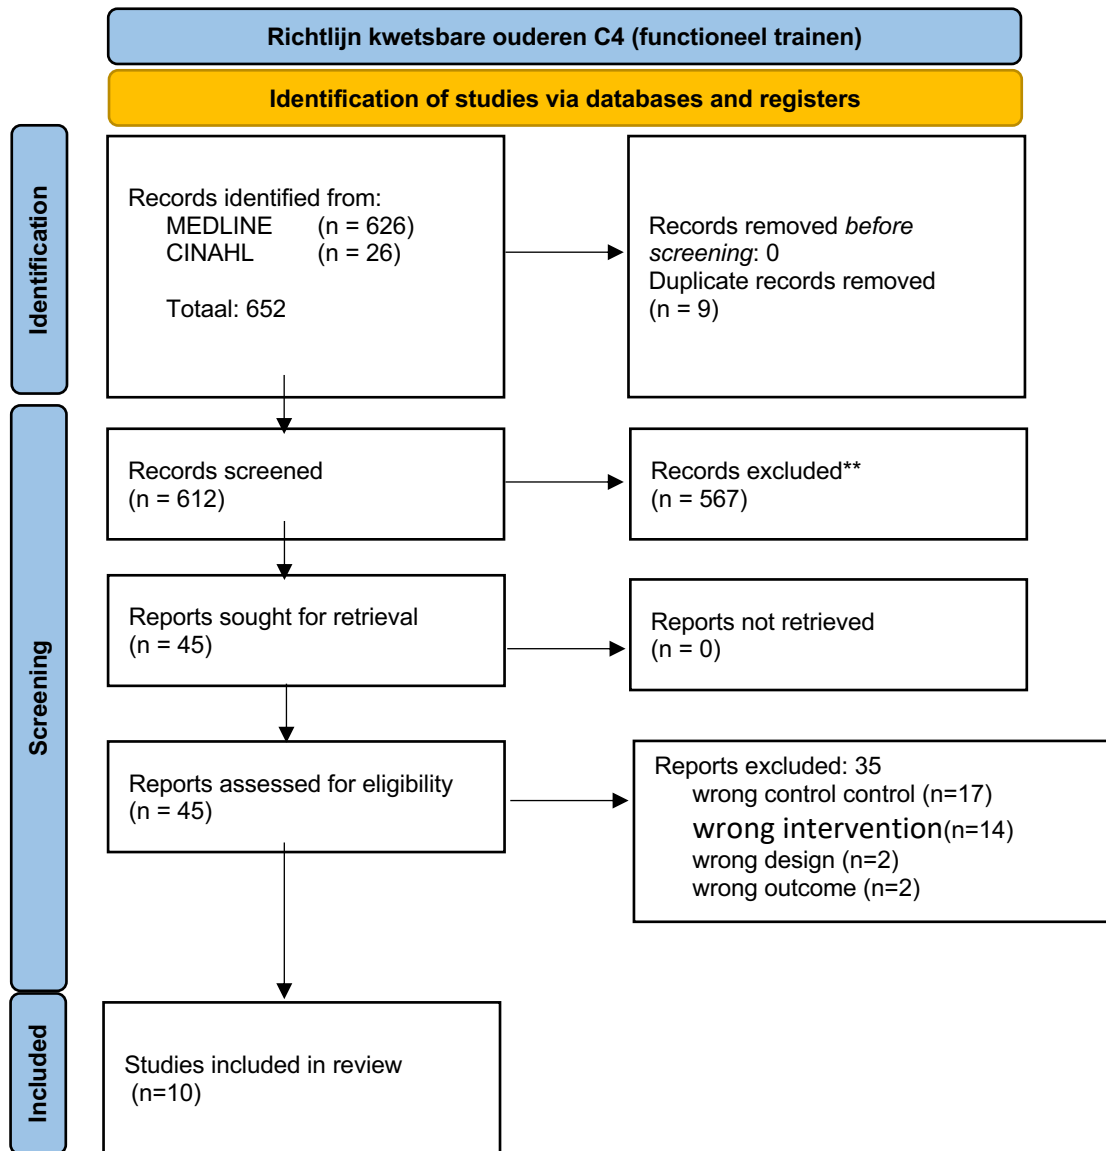 Richtlijn kwetsbare ouderen C4 (functioneel trainen)
Identification of studies via databases and registers
Identification
Records identified from:
MEDLINE (n = 626)
CINAHL (n = 26)
Totaal: 652
Records removed before
screening: 0
Duplicate records removed
(n = 9)
Screening
Records screened
(n = 612)
Records excluded**
(n = 567)
Reports sought for retrieval
(n = 45)
Reports not retrieved
(n = 0)
Reports assessed for eligibility
(n = 45)
Reports excluded: 35
wrong control control (n=17)
wrong intervention(n=14)
wrong design (n=2)
wrong outcome (n=2)
Included
Studies included in review
(n=10)